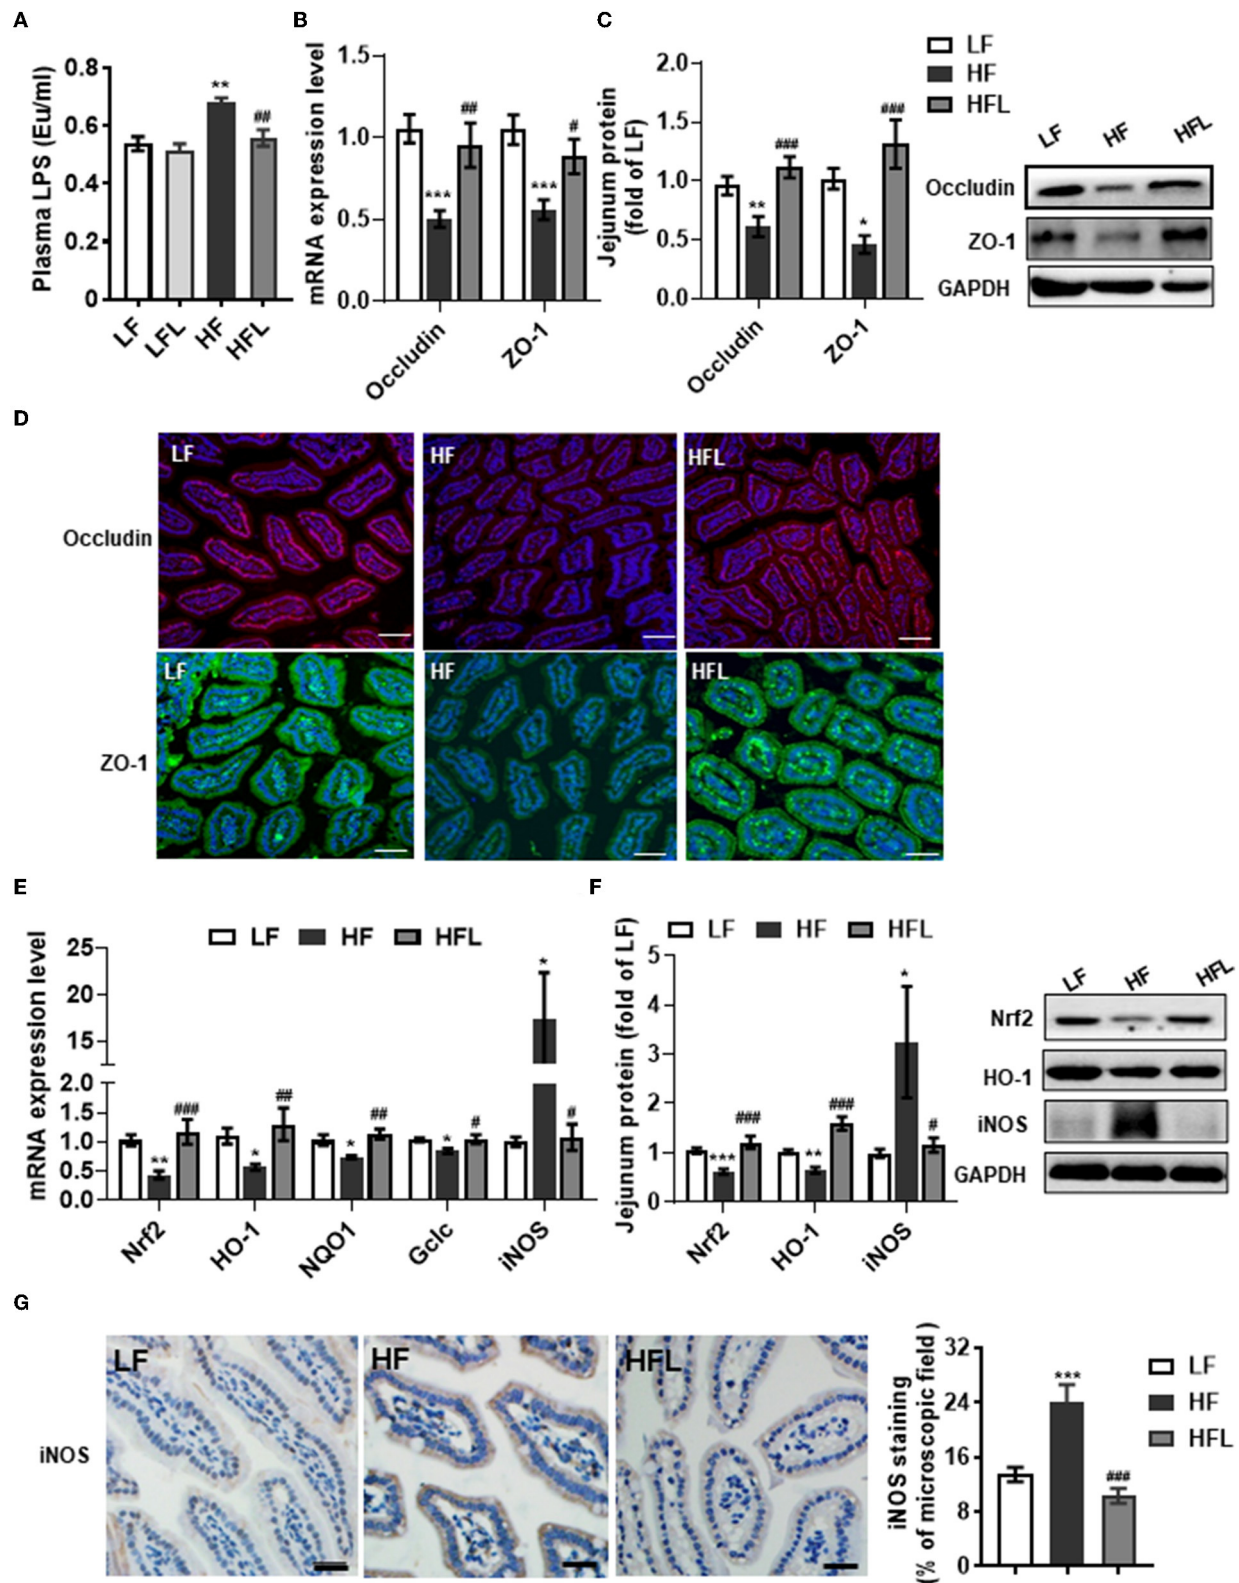 A
Plasma LPS (Eu/ml)
0.8
0.6
0.4
0.2
0
**
##
LF
LFL
HF
HFL
B
mRNA expression level
1.5
1.0
0.5
0.0
***
##
***
#
Occludin
ZO-1
C
Jejunum protein
(fold of LF)
2.0
1.5
1.0
0.5
0.0
**
###
*
###
Occludin
ZO-1
LF
HF
HFL
LF HF HFL
Occludin
ZO-1
GAPDH
D
Occludin
LF
HF
HFL
ZO-1
LF
HF
HFL
E
LF HF HFL
mRNA expression level
25
20
15
2.0
1.5
1.0
0.5
0.0
**
###
*
##
*
##
*
#
*
#
Nrf2
HO-1
NQO1
Gclc
iNOS
F
LF HF HFL
Jejunum protein (fold of LF)
5
4
3
2
1
0
***
###
**
###
*
#
Nrf2
HO-1
iNOS
LF HF HFL
Nrf2
HO-1
iNOS
GAPDH
G
iNOS
LF
HF
HFL
iNOS staining
(% of microscopic field )
32
24
16
8
0
***
###
LF
HF
HFL